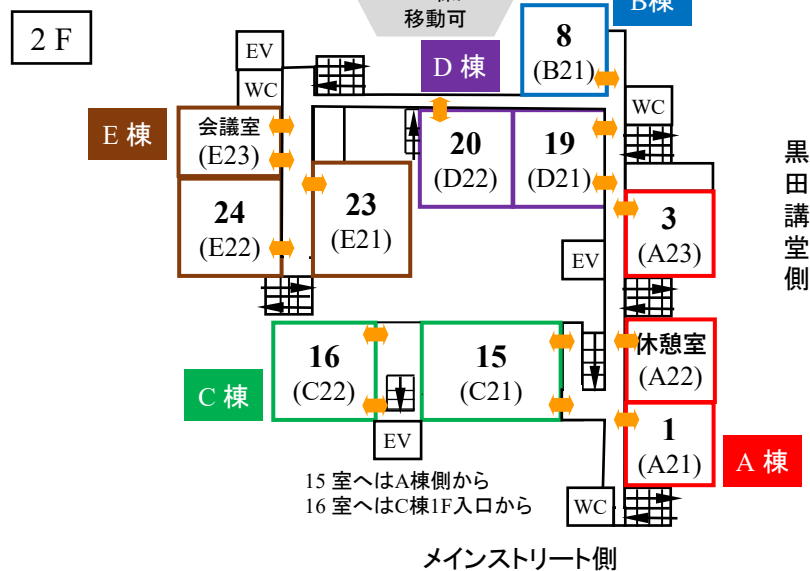 移動可
B棟
2 F
EV
WC
D 棟
8
(B21)
WC
E 棟
会議室
(E23)
20
(D22)
19
(D21)
24
(E22)
23
(E21)
3
(A23)
黒田講堂側
EV
16
(C22)
15
(C21)
休憩室
(A22)
C 棟
EV
1
(A21)
A 棟
15 室へはA棟側から
16 室へはC棟1F入口から
WC
メインストリート側